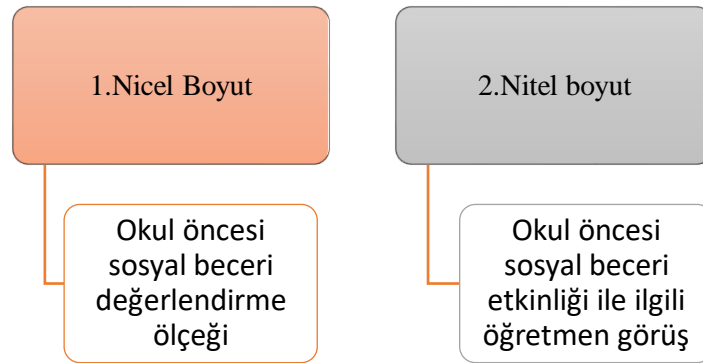 1.Nicel Boyut
2.Nitel boyut
Okul öncesi
sosyal beceri
değerlendirme
ölçeği
Okul öncesi
sosyal beceri
etkinliği ile ilgili
öğretmen görüş